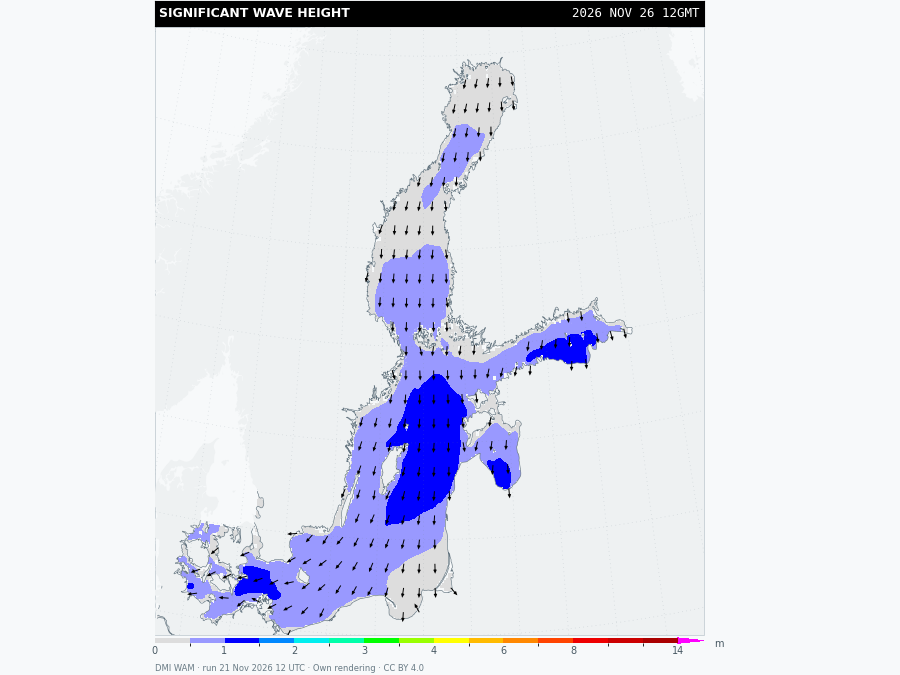 SIGNIFICANT WAVE HEIGHT 2026 NOV 26 12GMT
0 1 2 3 4 6 8 14 m
DMI WAM · run 21 Nov 2026 12 UTC · Own rendering · CC BY 4.0